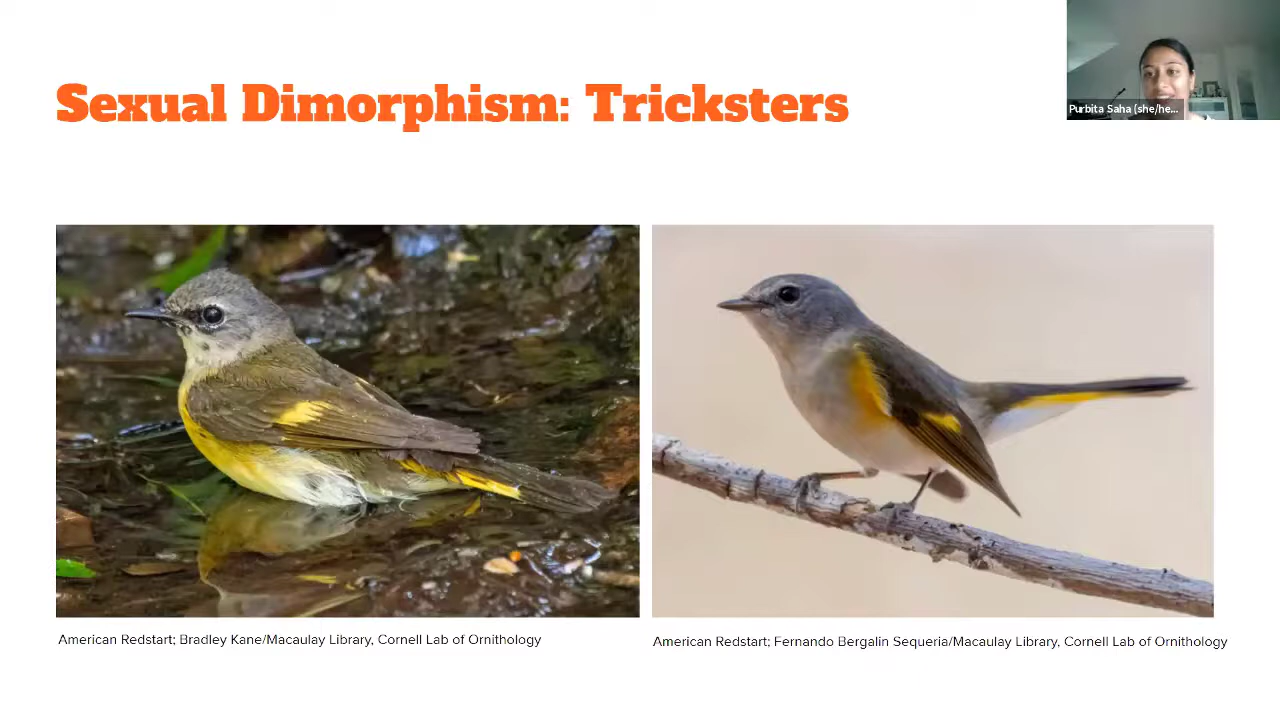 Sexual Dimorphism: Tricksters
Purbita Saha (she/he...
American Redstart; Bradley Kane/Macaulay Library, Cornell Lab of Ornithology
American Redstart; Fernando Bergalin Sequeria/Macaulay Library, Cornell Lab of Ornithology